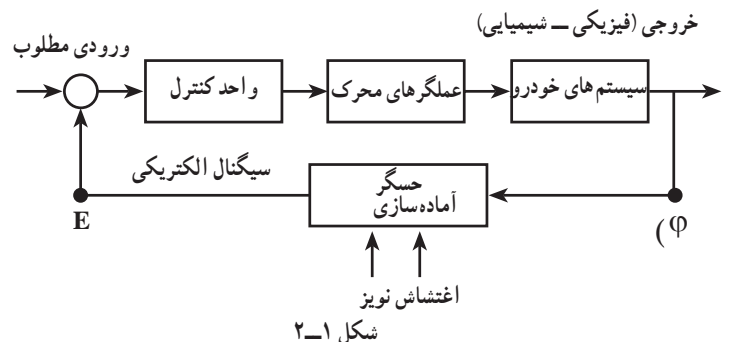 خروجی (فیزیکی ــ شیمیایی)
ورودی مطلوب
واحد کنترل
عملگرهای محرک
سیستم‌های خودرو
سیگنال الکتریکی
حسگر
آماده‌سازی
E
(φ
اغتشاش نویز
شکل ۱ــ۲